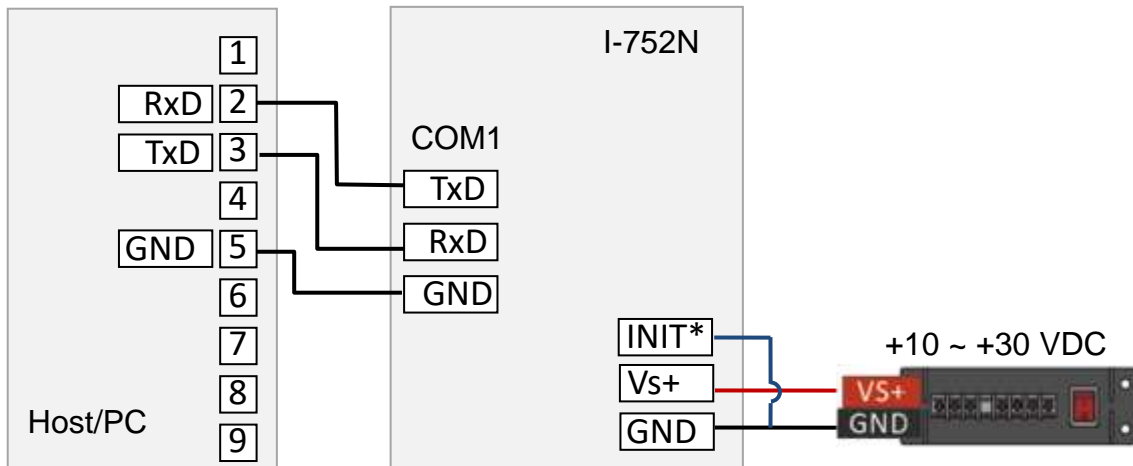 I-752N
1
RxD 2
TxD 3
4
GND 5
6
7
8
9
Host/PC
COM1
TxD
RxD
GND
INIT*
Vs+
GND
+10 ~ +30 VDC
VS+
GND